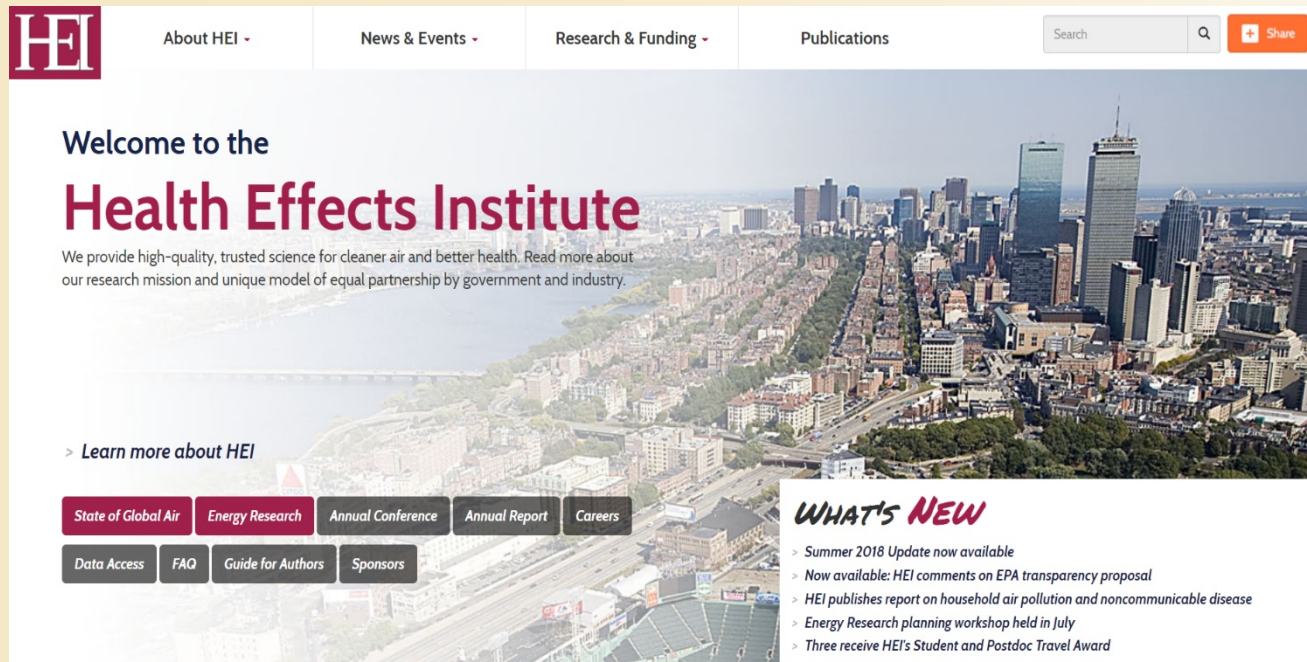 HEI
About HEI
News & Events
Research & Funding
Publications
Search
Share
Welcome to the
Health Effects Institute
We provide high-quality, trusted science for cleaner air and better health. Read more about
our research mission and unique model of equal partnership by government and industry.
> Learn more about HEI
State of Global Air
Energy Research
Annual Conference
Annual Report
Careers
Data Access
FAQ
Guide for Authors
Sponsors
WHAT'S NEW
> Summer 2018 Update now available
> Now available: HEI comments on EPA transparency proposal
> HEI publishes report on household air pollution and noncommunicable disease
> Energy Research planning workshop held in July
> Three receive HEI's Student and Postdoc Travel Award